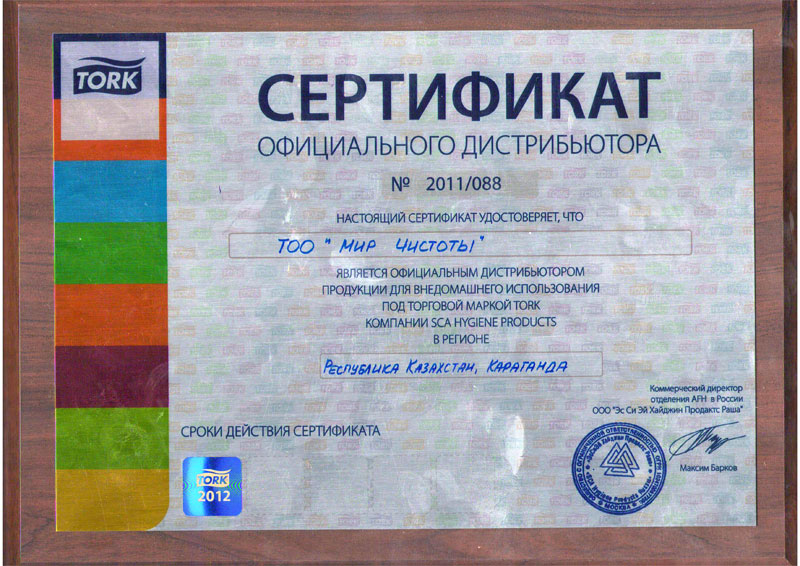 TORK
СЕРТИФИКАТ
ОФИЦИАЛЬНОГО ДИСТРИБЬЮТОРА
№ 2011/088
НАСТОЯЩИЙ СЕРТИФИКАТ УДОСТОВЕРЯЕТ, ЧТО
ТОО "Мир Чистоты"
ЯВЛЯЕТСЯ ОФИЦИАЛЬНЫМ ДИСТРИБЬЮТОРОМ
ПРОДУКЦИИ ДЛЯ ВНЕДОМАШНЕГО ИСПОЛЬЗОВАНИЯ
ПОД ТОРГОВОЙ МАРКОЙ TORK
КОМПАНИИ SCA HYGIENE PRODUCTS
В РЕГИОНЕ
Республика Казахстан, Караганда
Коммерческий директор
отделения AFH в России
ООО "Эс Си Эй Хайджин Продактс Раша"
СРОКИ ДЕЙСТВИЯ СЕРТИФИКАТА
Максим Барков
TORK
2012